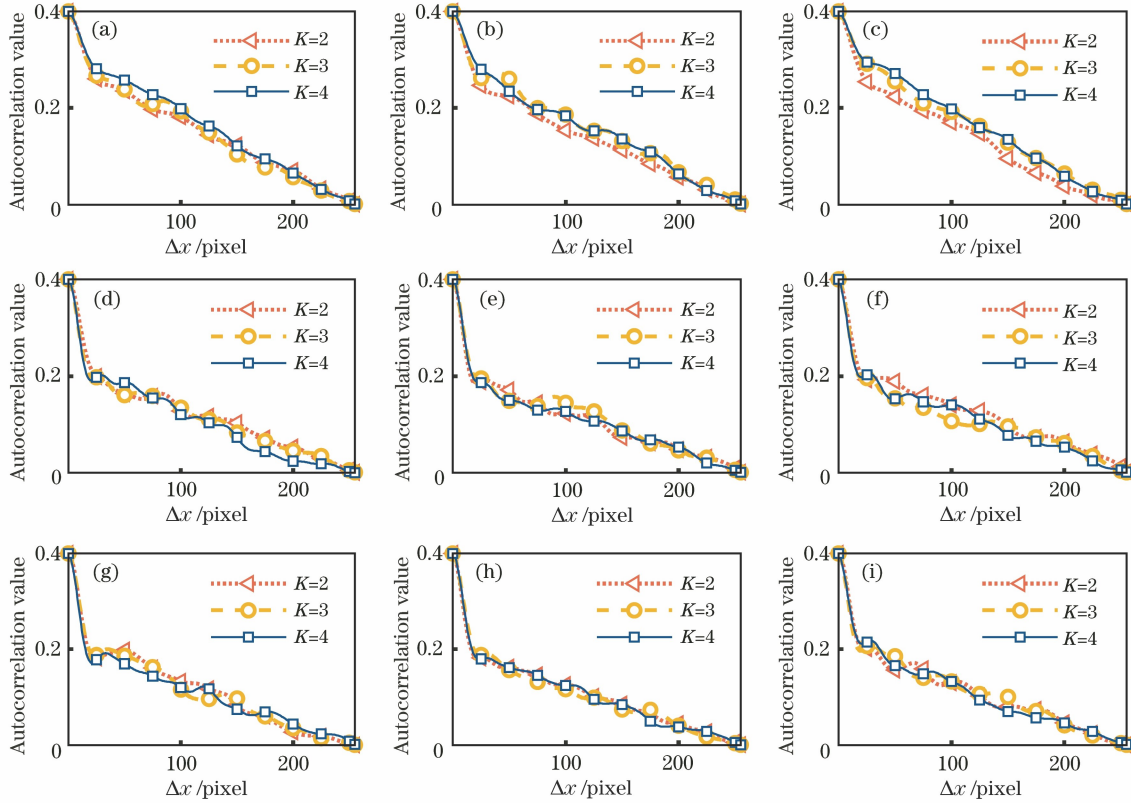 (a)
K=2
K=3
K=4
Autocorrelation value
0.4
0.2
0
100
200
Δx /pixel
(b)
K=2
K=3
K=4
Autocorrelation value
0.4
0.2
0
100
200
Δx /pixel
(c)
K=2
K=3
K=4
Autocorrelation value
0.4
0.2
0
100
200
Δx /pixel
(d)
K=2
K=3
K=4
Autocorrelation value
0.4
0.2
0
100
200
Δx /pixel
(e)
K=2
K=3
K=4
Autocorrelation value
0.4
0.2
0
100
200
Δx /pixel
(f)
K=2
K=3
K=4
Autocorrelation value
0.4
0.2
0
100
200
Δx /pixel
(g)
K=2
K=3
K=4
Autocorrelation value
0.4
0.2
0
100
200
Δx /pixel
(h)
K=2
K=3
K=4
Autocorrelation value
0.4
0.2
0
100
200
Δx /pixel
(i)
K=2
K=3
K=4
Autocorrelation value
0.4
0.2
0
100
200
Δx /pixel